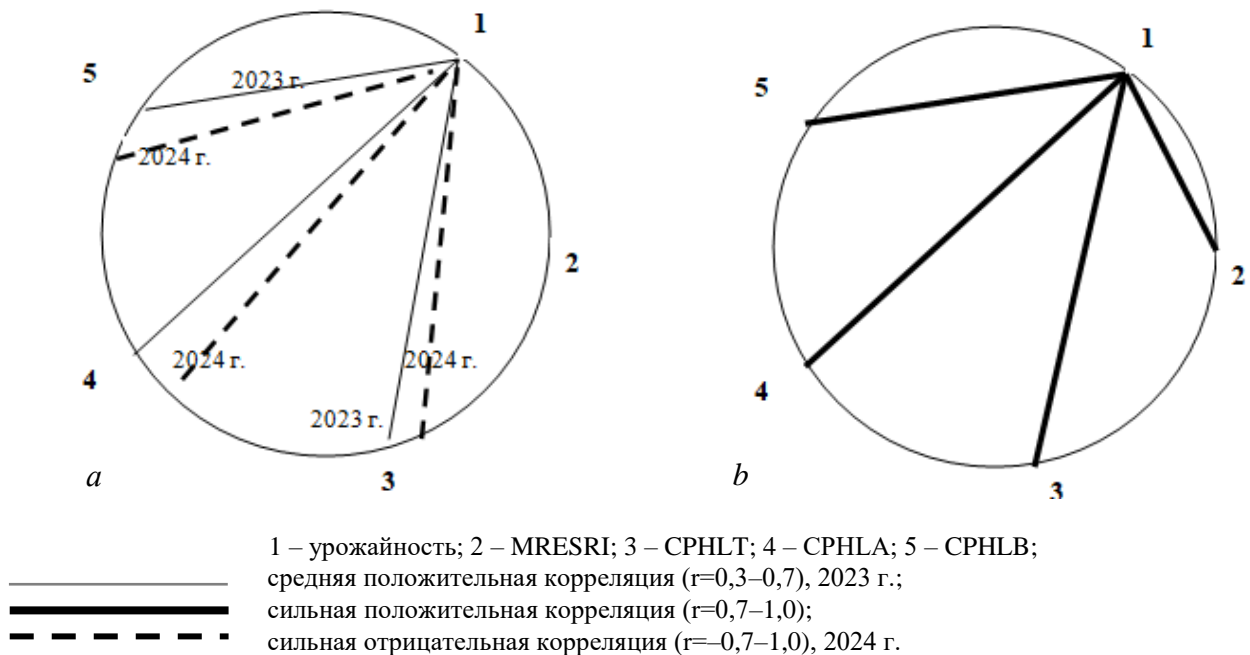 1
5
2023 г.
2024 г.
2
4
2024 г.
2024 г.
2023 г.
3
a
1
5
2
4
3
b
1 – урожайность; 2 – MRESRI; 3 – CPHLT; 4 – CPHLA; 5 – CPHLB;
средняя положительная корреляция (r=0,3–0,7), 2023 г.;
сильная положительная корреляция (r=0,7–1,0);
сильная отрицательная корреляция (r=–0,7–1,0), 2024 г.